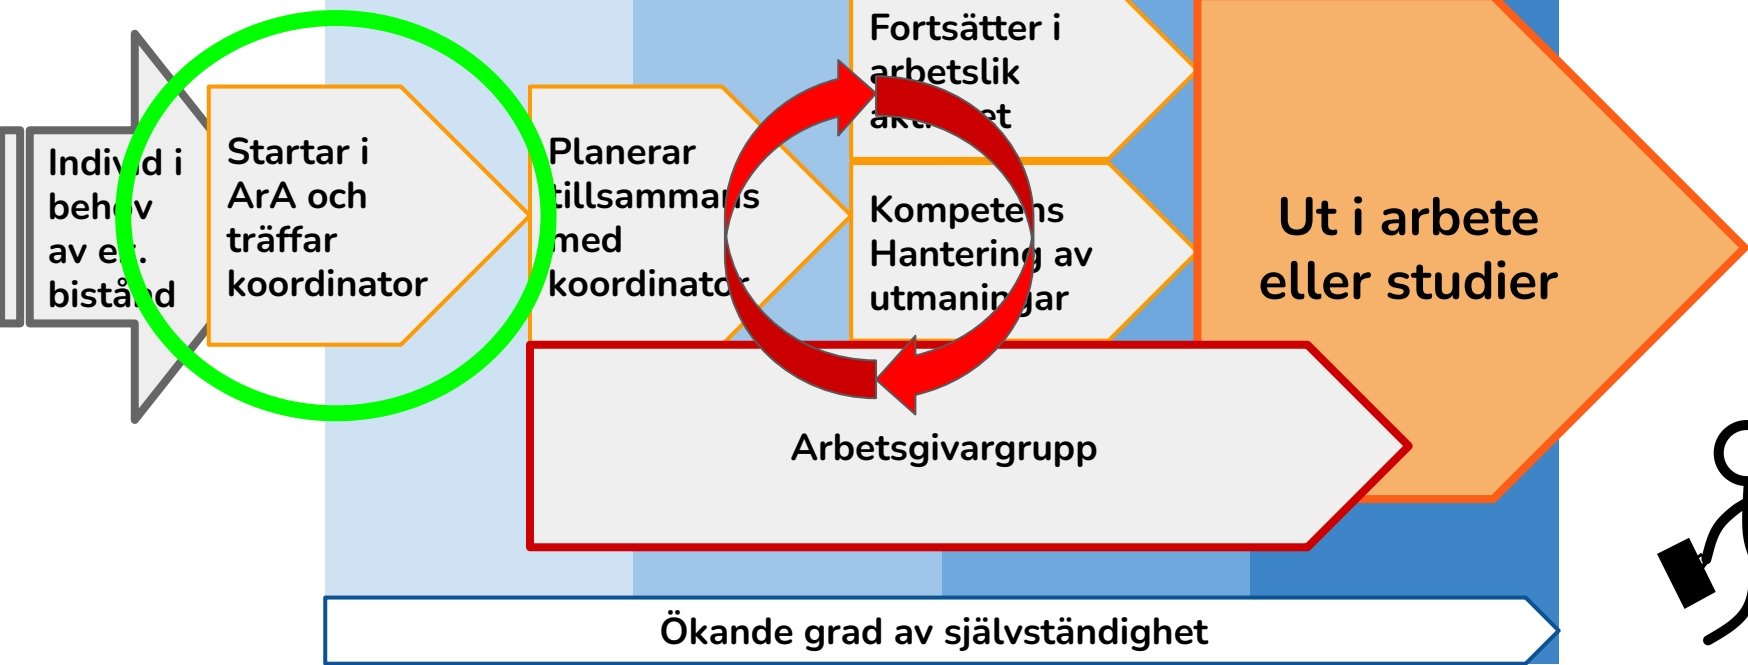 Individ i
behov
av ek.
bistånd
Startar i
ArA och
träffar
koordinator
Planerar
tillsammans
med
koordinator
Fortsätter i
arbetslik
aktivitet
Kompetens
Hantering av
utmaningar
Ut i arbete
eller studier
Arbetsgivargrupp
Ökande grad av självständighet